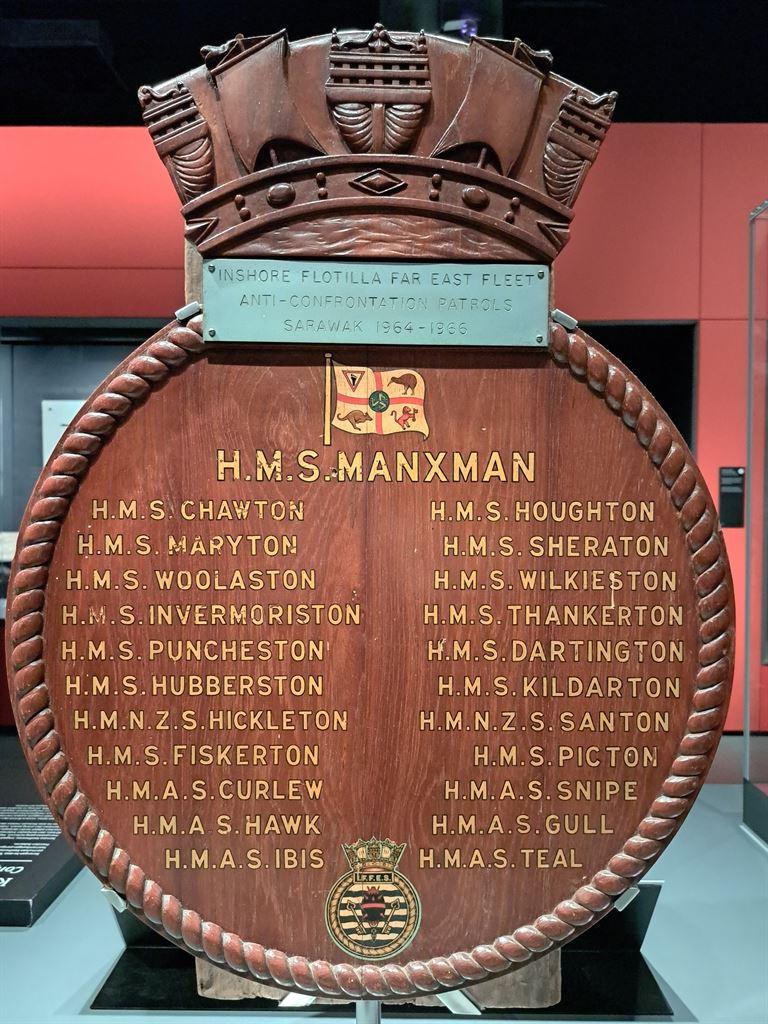 INSHORE FLOTILLA FAR EAST FLEET
ANTI-CONFRONTATION PATROLS
SARAWAK 1964-1966
H.M.S. MANXMAN
H.M.S. CHAWTON
H.M.S. HOUGHTON
H.M.S. MARYTON
H.M.S. SHERATON
H.M.S. WOOLASTON
H.M.S. WILKIESTON
H.M.S. INVERMORISTON
H.M.S. THANKERTON
H.M.S. PUNCHESTON
H.M.S. DARTINGTON
H.M.S. HUBBERSTON
H.M.S. KILDARTON
H.M.N.Z.S. HICKLETON
H.M.N.Z.S. SANTON
H.M.S. FISKERTON
H.M.S. PICTON
H.M.A.S. CURLEW
H.M.A.S. SNIPE
H.M.A S. HAWK
H.M.A.S. GULL
H.M.A.S. IBIS
H.M.A.S. TEAL
I.F.F.E.S.